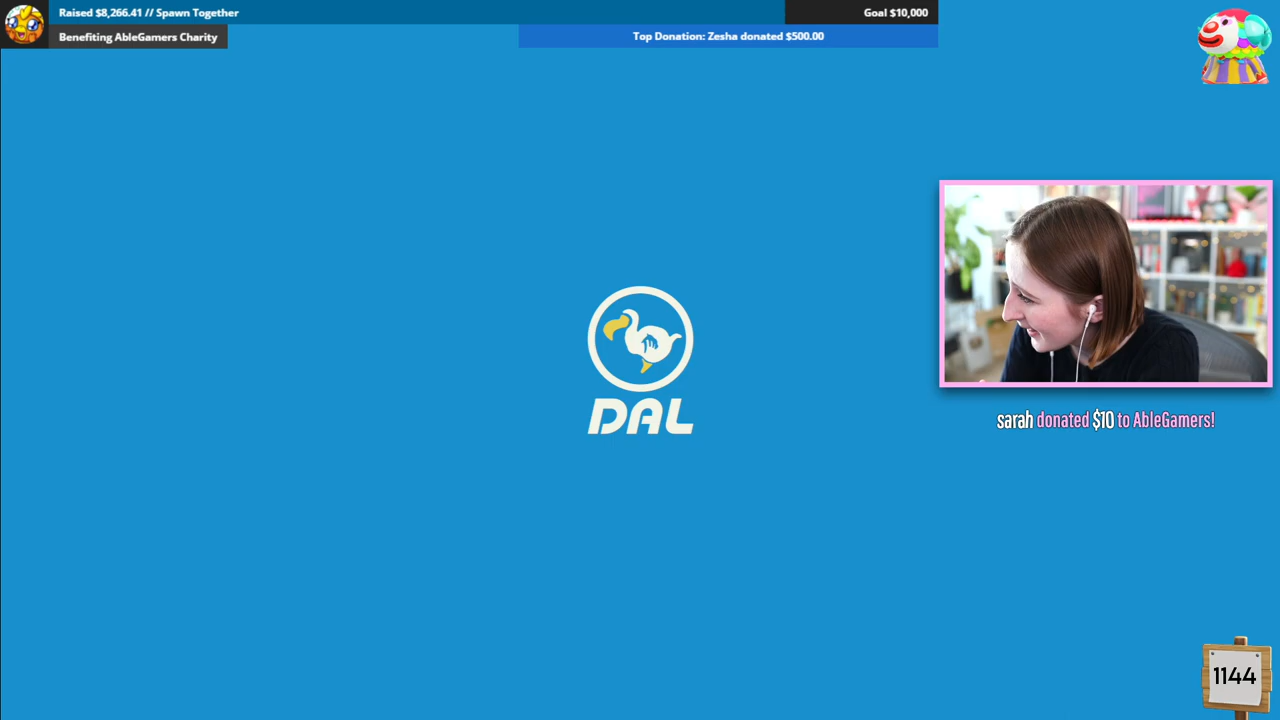 Raised $8,266.41 // Spawn Together
Goal $10,000
Benefiting AbleGamers Charity
Top Donation: Zesha donated $500.00
DAL
sarah donated $10 to AbleGamers!
1144